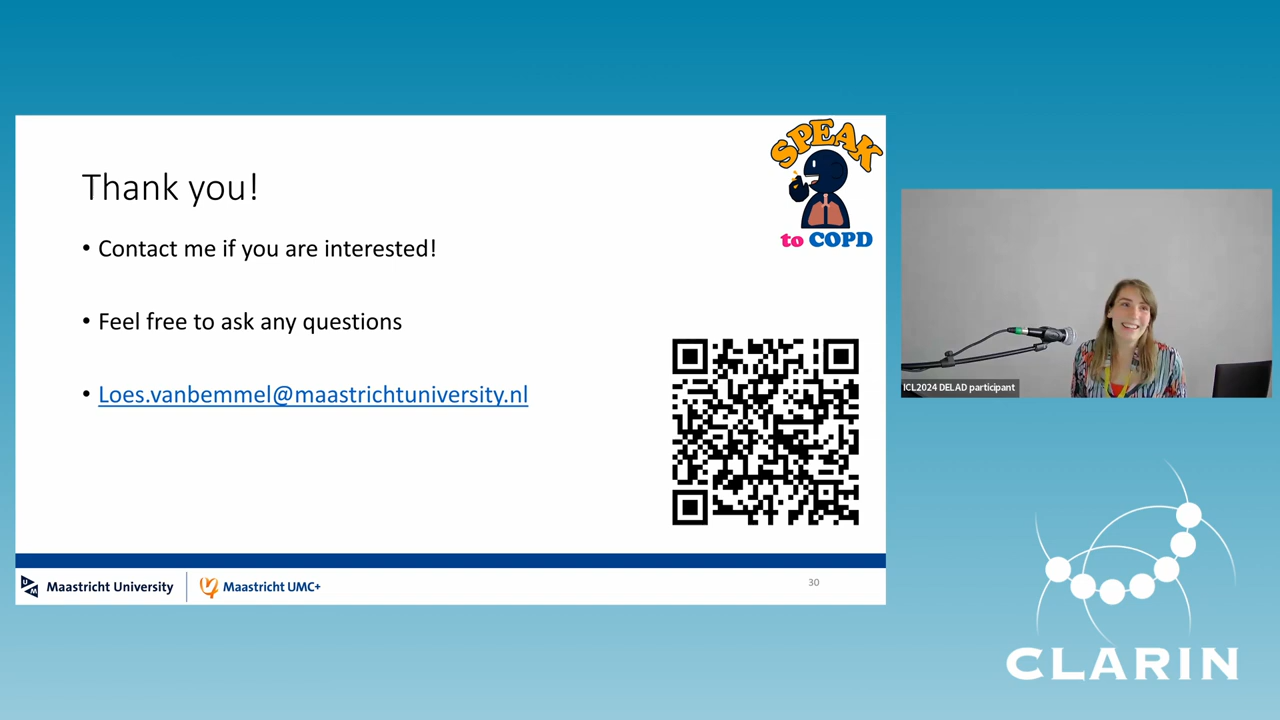 SPEAK
to COPD
Thank you!
• Contact me if you are interested!
• Feel free to ask any questions
• Loes.vanbemmel@maastrichtuniversity.nl
Maastricht University
Maastricht UMC+
30
ICL2024 DELAD participant
CLARIN